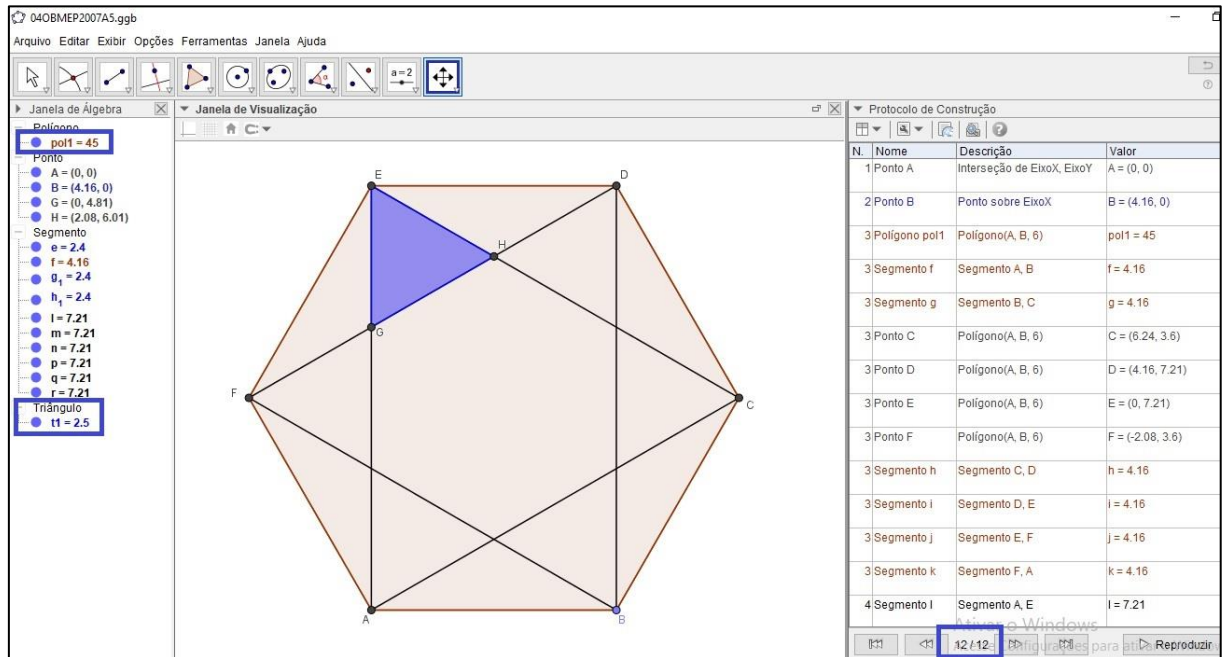 04OBMEP2007A5.ggb
Arquivo Editar Exibir Opções Ferramentas Janela Ajuda
a=2
Janela de Álgebra
Polígono
pol1 = 45
Ponto
A = (0, 0)
B = (4.16, 0)
G = (0, 4.81)
H = (2.08, 6.01)
Segmento
e = 2.4
f = 4.16
g₁ = 2.4
h₁ = 2.4
l = 7.21
m = 7.21
n = 7.21
p = 7.21
q = 7.21
r = 7.21
Triângulo
t1 = 2.5
Janela de Visualização
E
D
H
G
F
C
A
B
Protocolo de Construção
N. Nome Descrição Valor
1 Ponto A Interseção de EixoX, EixoY A = (0, 0)
2 Ponto B Ponto sobre EixoX B = (4.16, 0)
3 Polígono pol1 Polígono(A, B, 6) pol1 = 45
3 Segmento f Segmento A, B f = 4.16
3 Segmento g Segmento B, C g = 4.16
3 Ponto C Polígono(A, B, 6) C = (6.24, 3.6)
3 Ponto D Polígono(A, B, 6) D = (4.16, 7.21)
3 Ponto E Polígono(A, B, 6) E = (0, 7.21)
3 Ponto F Polígono(A, B, 6) F = (-2.08, 3.6)
3 Segmento h Segmento C, D h = 4.16
3 Segmento i Segmento D, E i = 4.16
3 Segmento j Segmento E, F j = 4.16
3 Segmento k Segmento F, A k = 4.16
4 Segmento l Segmento A, E l = 7.21
Ativar o Windows
12 / 12
Reproduzir